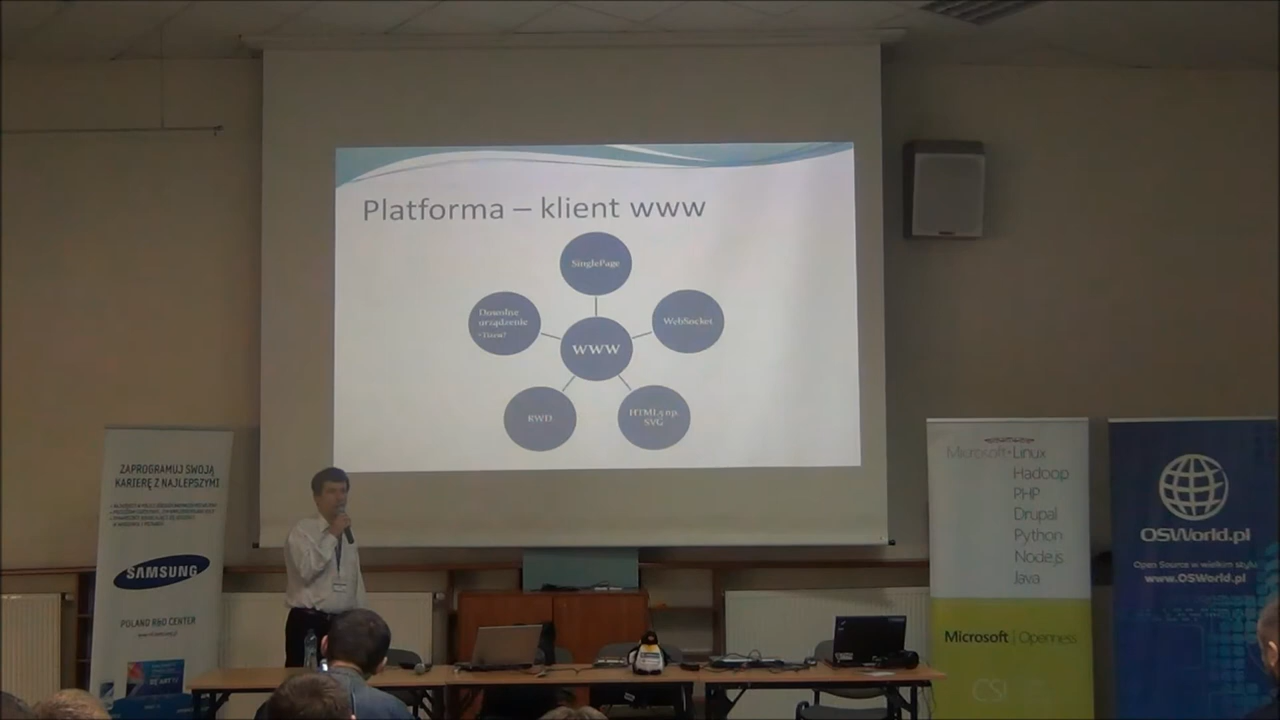 Platforma – klient www
SinglePage
Dowolne
urządzenie
WebSocket
www
RWD
HTML5 np.
SVG
ZAPROGRAMUJ SWOJĄ
KARIERĘ Z NAJLEPSZYMI
SAMSUNG
POLAND R&D CENTER
Microsoft+Linux
Hadoop
PHP
Drupal
Python
Node.js
Java
Microsoft | Openness
CSI
OSWorld.pl
Open Source w wielkim stylu
www.OSWorld.pl